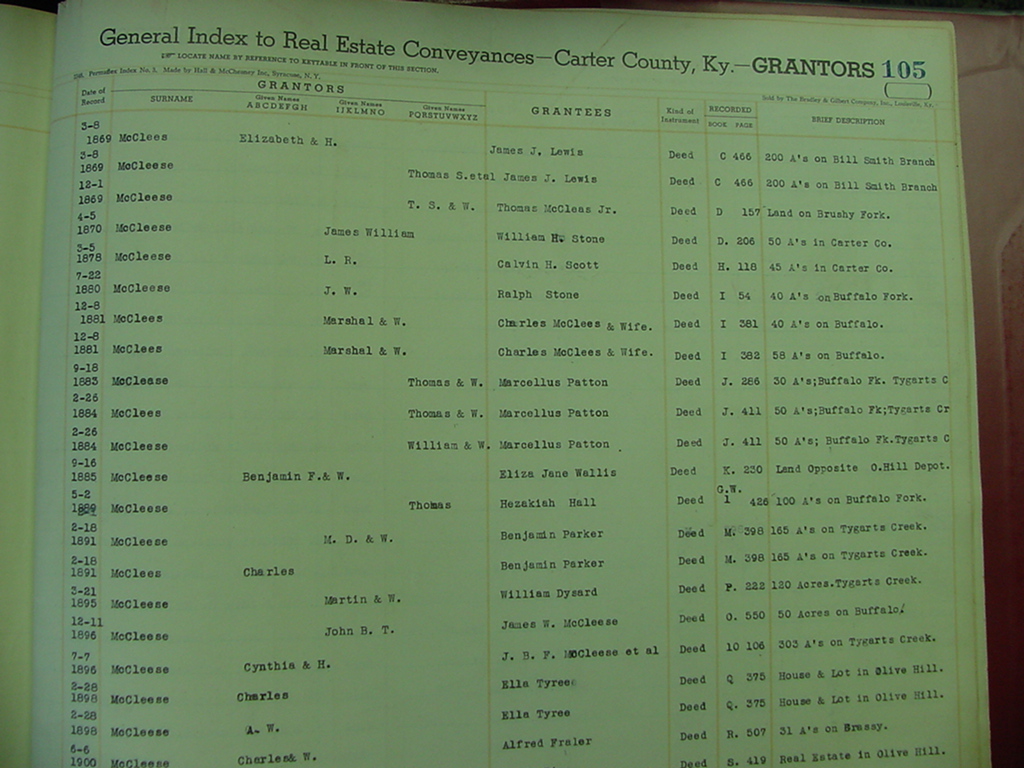 General Index to Real Estate Conveyances—Carter County, Ky.—GRANTORS 105
LOCATE NAME BY REFERENCE TO KEYTABLE IN FRONT OF THIS SECTION.
Permaflex Index No. 3. Made by Hall & McChesney Inc, Syracuse, N. Y.
Sold by The Bradley & Gilbert Company, Inc., Louisville, Ky.
Date of Record GRANTORS SURNAME Given Names ABCDEFGH Given Names IJKLMNO Given Names PQRSTUVWXYZ GRANTEES Kind of Instrument RECORDED BOOK PAGE BRIEF DESCRIPTION
3-8
1869 McClees Elizabeth & H. James J. Lewis Deed C 466 200 A's on Bill Smith Branch
3-8
1869 McCleese Thomas S.etal James J. Lewis Deed C 466 200 A's on Bill Smith Branch
12-1
1869 McCleese T. S. & W. Thomas McCleas Jr. Deed D 157 Land on Brushy Fork.
4-5
1870 McCleese James William William H. Stone Deed D. 206 50 A's in Carter Co.
3-5
1878 McCleese L. R. Calvin H. Scott Deed H. 118 45 A's in Carter Co.
7-22
1880 McCleese J. W. Ralph Stone Deed I 54 40 A's on Buffalo Fork.
12-8
1881 McClees Marshal & W. Charles McClees & Wife. Deed I 381 40 A's on Buffalo.
12-8
1881 McClees Marshal & W. Charles McClees & Wife. Deed I 382 58 A's on Buffalo.
9-18
1883 McClease Thomas & W. Marcellus Patton Deed J. 286 30 A's;Buffalo Fk. Tygarts C
2-26
1884 McClees Thomas & W. Marcellus Patton Deed J. 411 50 A's;Buffalo Fk;Tygarts Cr
2-26
1884 McCleese William & W. Marcellus Patton Deed J. 411 50 A's; Buffalo Fk.Tygarts C
9-16
1885 McCleese Benjamin F.& W. Eliza Jane Wallis Deed K. 230 Land Opposite O.Hill Depot.
5-2 G.W.
1889 McCleese Thomas Hezakiah Hall Deed 1 426 100 A's on Buffalo Fork.
2-18
1891 McCleese M. D. & W. Benjamin Parker Deed M. 398 165 A's on Tygarts Creek.
2-18
1891 McClees Charles Benjamin Parker Deed M. 398 165 A's on Tygarts Creek.
3-21
1895 McCleese Martin & W. William Dysard Deed P. 222 120 Acres.Tygarts Creek.
12-11
1896 McCleese John B. T. James W. McCleese Deed O. 550 50 Acres on Buffalo.
7-7
1896 McCleese Cynthia & H. J. B. F. McCleese et al Deed 10 106 303 A's on Tygarts Creek.
2-28
1898 McCleese Charles Ella Tyree Deed Q 375 House & Lot in Olive Hill.
2-28
1898 McCleese A. W. Ella Tyree Deed Q. 375 House & Lot in Olive Hill.
6-6
1900 McCleese Charles& W. Alfred Fraler Deed R. 507 31 A's on Brassy.
Deed S. 419 Real Estate in Olive Hill.